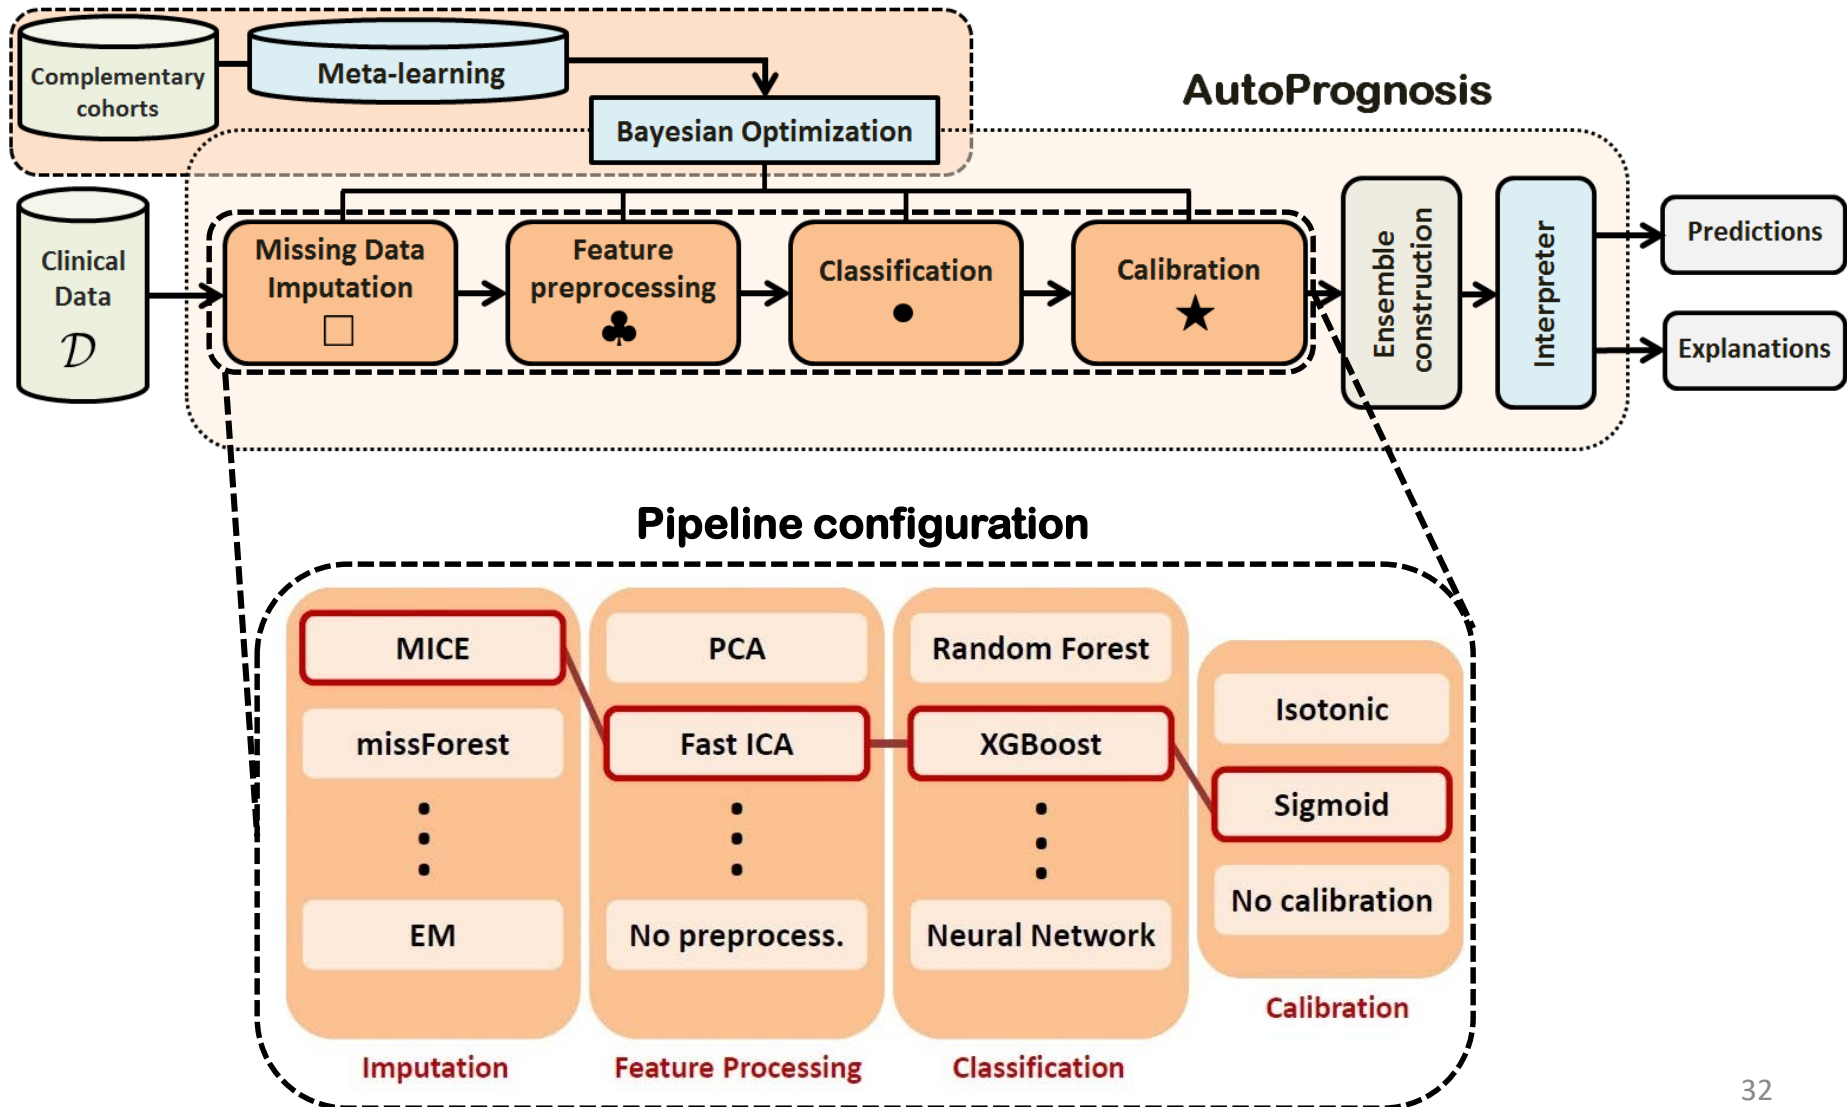 Complementary
cohorts
Meta-learning
Bayesian Optimization
AutoPrognosis
Clinical
Data
𝒟
Missing Data
Imputation
□
Feature
preprocessing
♣
Classification
●
Calibration
★
Ensemble
construction
Interpreter
Predictions
Explanations
Pipeline configuration
MICE
missForest
EM
Imputation
PCA
Fast ICA
No preprocess.
Feature Processing
Random Forest
XGBoost
Neural Network
Classification
Isotonic
Sigmoid
No calibration
Calibration
32